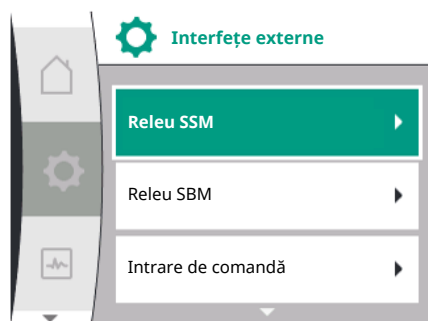 Interfețe externe
Releu SSM
Releu SBM
Intrare de comandă